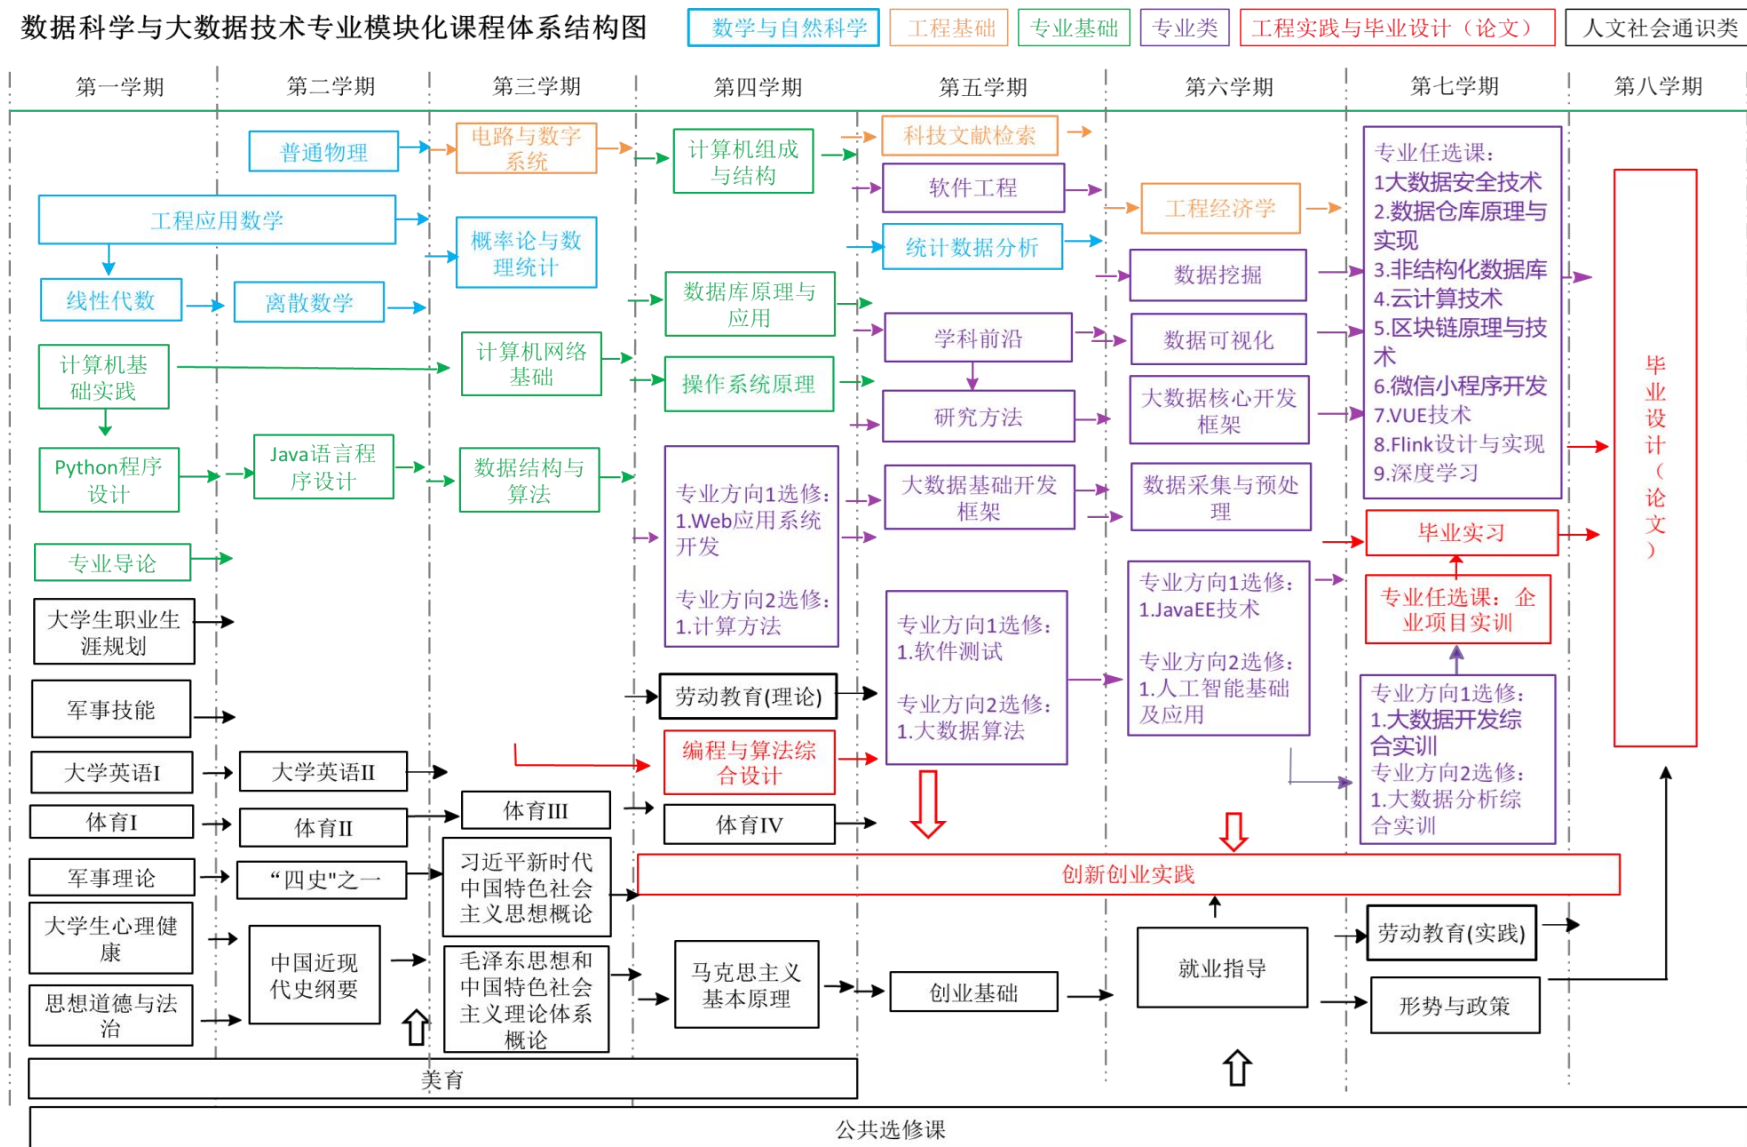 数据科学与大数据技术专业模块化课程体系结构图
数学与自然科学
工程基础
专业基础
专业类
工程实践与毕业设计（论文）
人文社会通识类
第一学期
第二学期
第三学期
第四学期
第五学期
第六学期
第七学期
第八学期
工程应用数学
线性代数
计算机基
础实践
Python程序
设计
专业导论
大学生职业生
涯规划
军事技能
大学英语I
体育I
军事理论
大学生心理健
康
思想道德与法
治
普通物理
离散数学
Java语言程
序设计
大学英语II
体育II
“四史"之一
中国近现
代史纲要
电路与数字
系统
概率论与数
理统计
计算机网络
基础
数据结构与
算法
体育III
习近平新时代
中国特色社会
主义思想概论
毛泽东思想和
中国特色社会
主义理论体系
概论
计算机组成
与结构
数据库原理与
应用
操作系统原理
专业方向1选修：
1.Web应用系统
开发
专业方向2选修：
1.计算方法
劳动教育(理论)
编程与算法综
合设计
体育IV
马克思主义
基本原理
科技文献检索
软件工程
统计数据分析
学科前沿
研究方法
大数据基础开发
框架
专业方向1选修：
1.软件测试
专业方向2选修：
1.大数据算法
创新创业实践
创业基础
工程经济学
数据挖掘
数据可视化
大数据核心开发
框架
数据采集与预处
理
专业方向1选修：
1.JavaEE技术
专业方向2选修：
1.人工智能基础
及应用
就业指导
专业任选课：
1大数据安全技术
2.数据仓库原理与
实现
3.非结构化数据库
4.云计算技术
5.区块链原理与技
术
6.微信小程序开发
7.VUE技术
8.Flink设计与实现
9.深度学习
毕业实习
专业任选课：企
业项目实训
专业方向1选修：
1.大数据开发综
合实训
专业方向2选修：
1.大数据分析综
合实训
劳动教育(实践)
形势与政策
毕业设计（论文）
美育
公共选修课